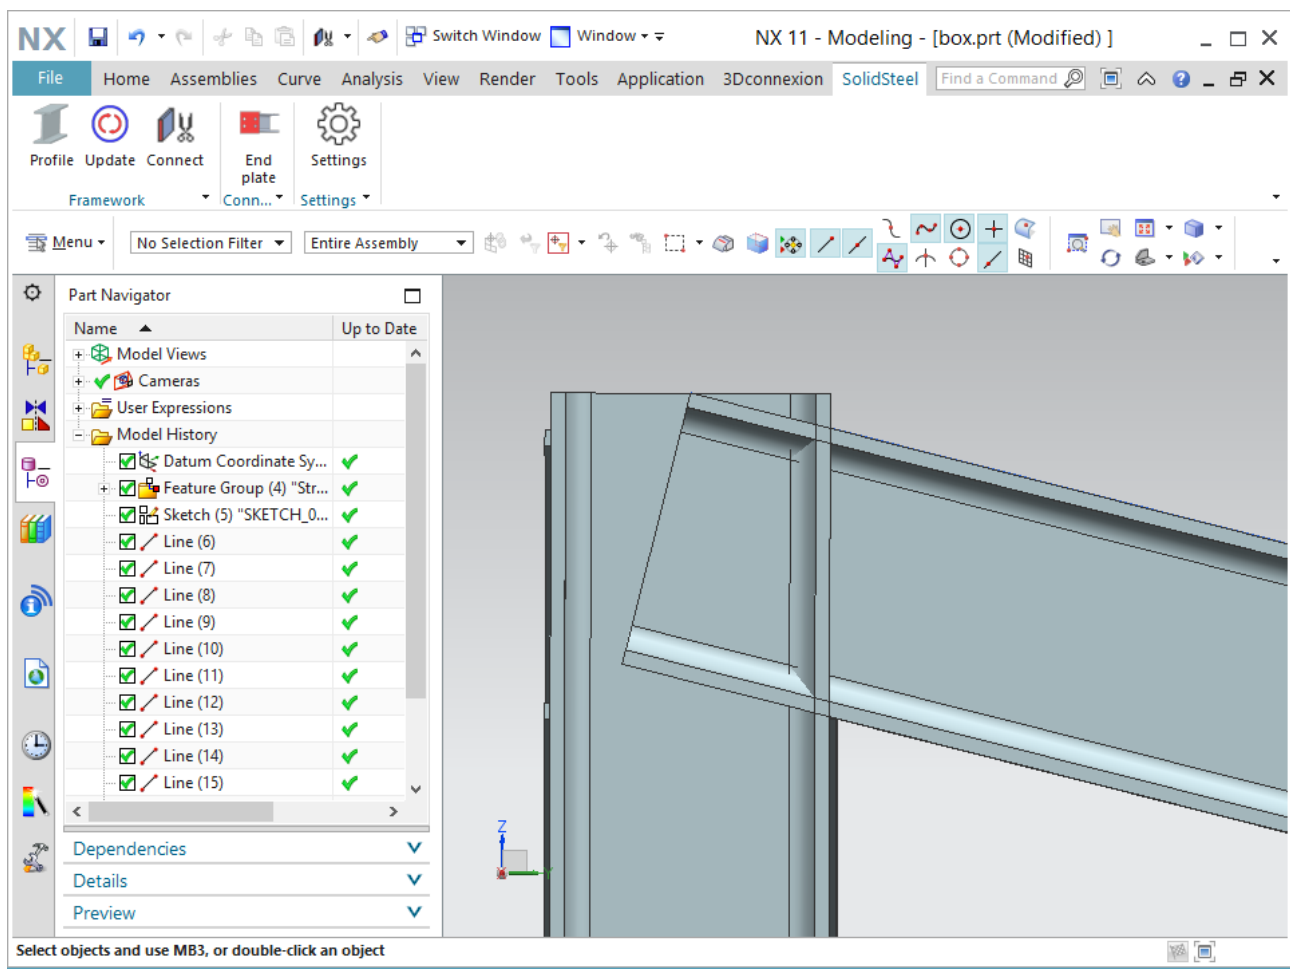 NX Switch Window Window NX 11 - Modeling - [box.prt (Modified) ]
File Home Assemblies Curve Analysis View Render Tools Application 3Dconnexion SolidSteel Find a Command
Profile Update Connect End plate Settings
Framework Conn... Settings
Menu No Selection Filter Entire Assembly
Part Navigator
Name Up to Date
Model Views
Cameras
User Expressions
Model History
Datum Coordinate Sy...
Feature Group (4) "Str...
Sketch (5) "SKETCH_0...
Line (6)
Line (7)
Line (8)
Line (9)
Line (10)
Line (11)
Line (12)
Line (13)
Line (14)
Line (15)
Dependencies
Details
Preview
Z
Y
Select objects and use MB3, or double-click an object